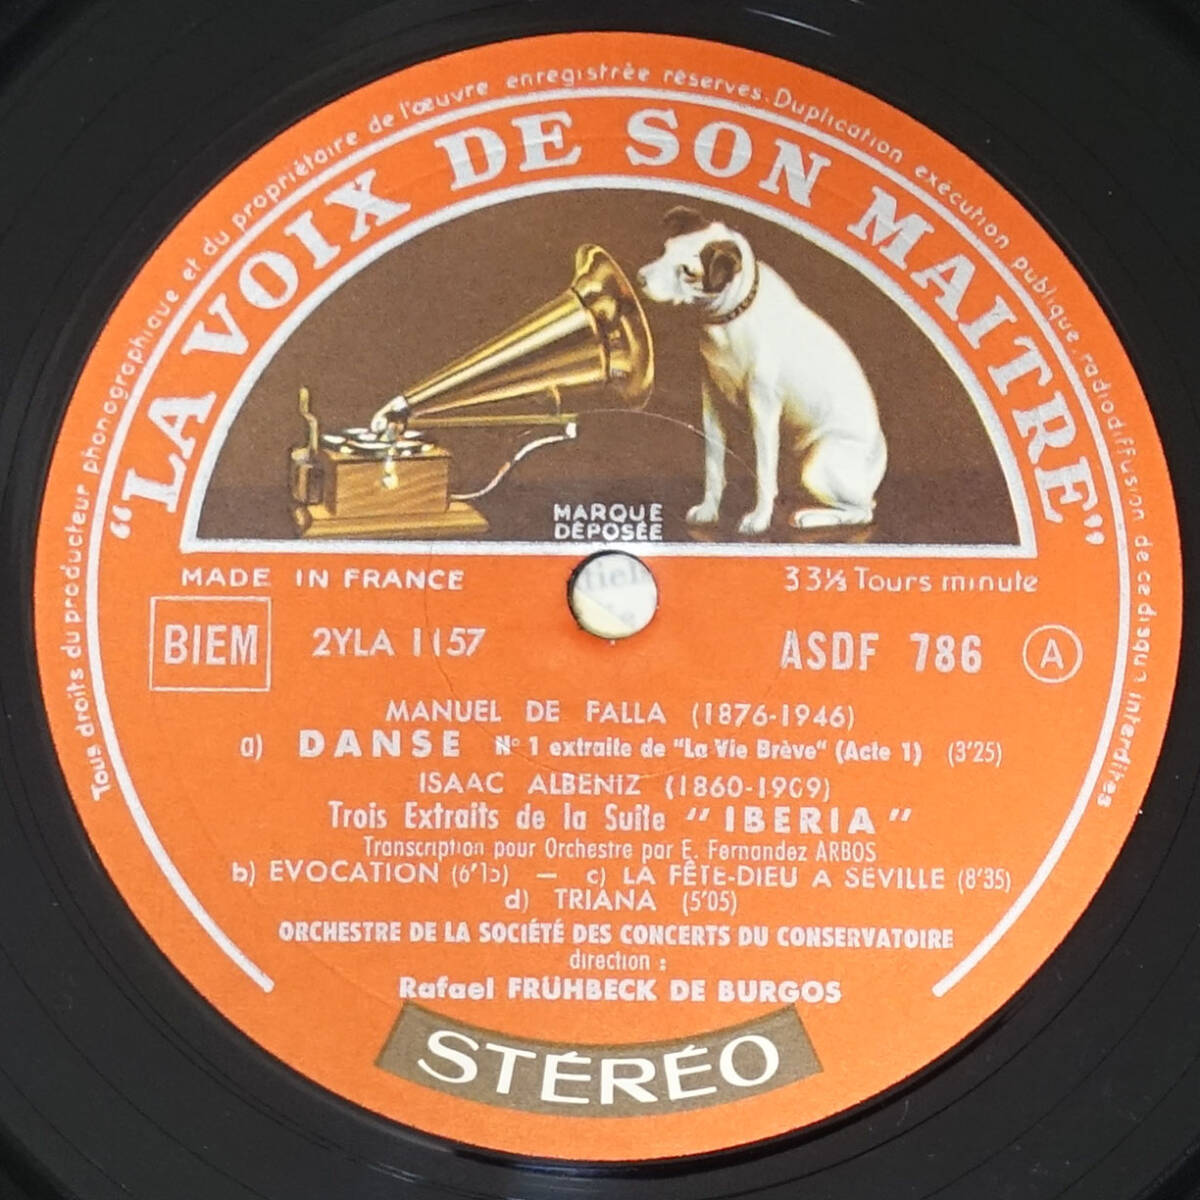 Tous droits du producteur phonographique et du propriétaire de l'œuvre enregistrée réservés. Duplication exécution publique, radiodiffusion de ce disque interdites
"LA VOIX DE SON MAITRE"
MARQUE
DÉPOSÉE
MADE IN FRANCE
33⅓ Tours minute
BIEM
2YLA 1157
ASDF 786 A
MANUEL DE FALLA (1876-1946)
a) DANSE N° 1 extraite de "La Vie Brève" (Acte 1) (3'25)
ISAAC ALBENIZ (1860-1909)
Trois Extraits de la Suite "IBERIA"
Transcription pour Orchestre par E. Fernandez ARBOS
b) EVOCATION (6'15) — c) LA FÊTE-DIEU A SEVILLE (8'35)
d) TRIANA (5'05)
ORCHESTRE DE LA SOCIÉTÉ DES CONCERTS DU CONSERVATOIRE
direction :
Rafael FRÜHBECK DE BURGOS
STÉRÉO